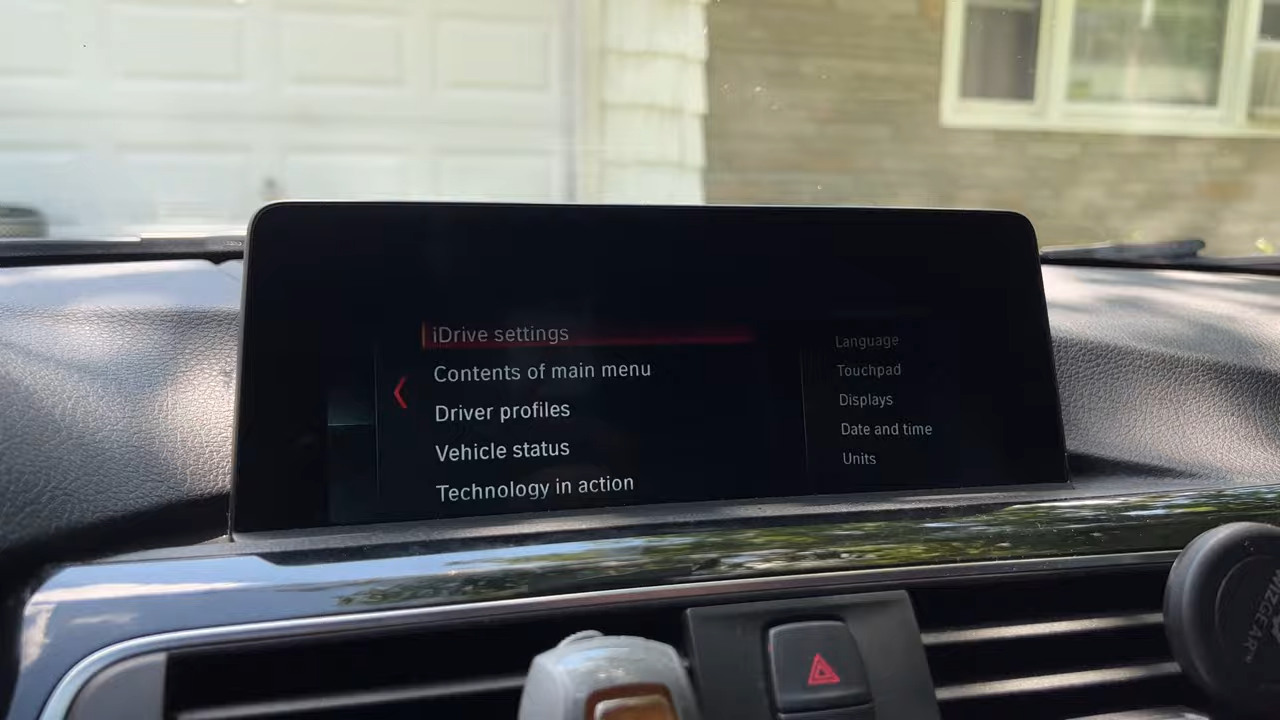 iDrive settings
Contents of main menu
Driver profiles
Vehicle status
Technology in action
Language
Touchpad
Displays
Date and time
Units
WIZGEAR™